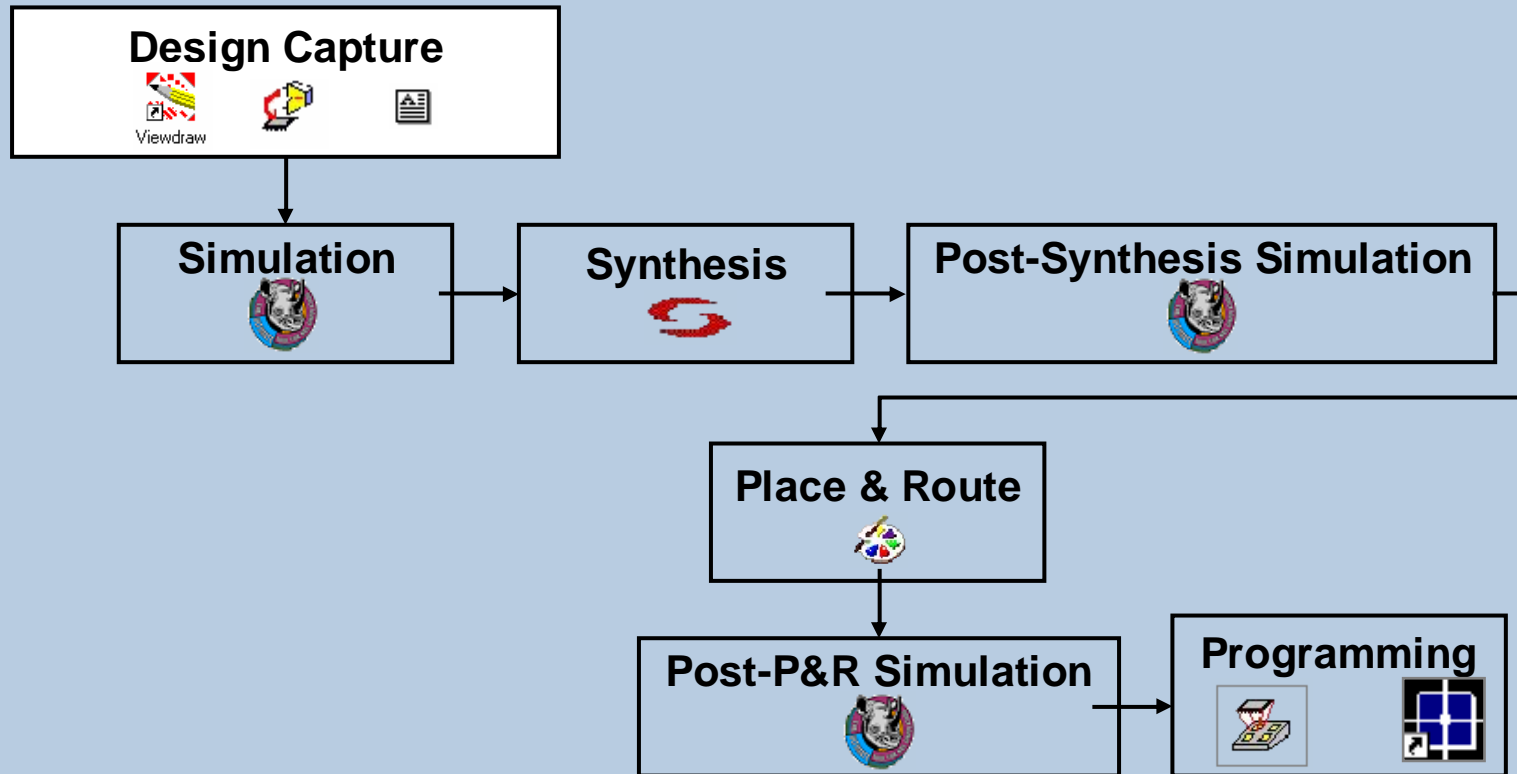 Design Capture
Viewdraw
Simulation
Synthesis
Post-Synthesis Simulation
Place & Route
Post-P&R Simulation
Programming